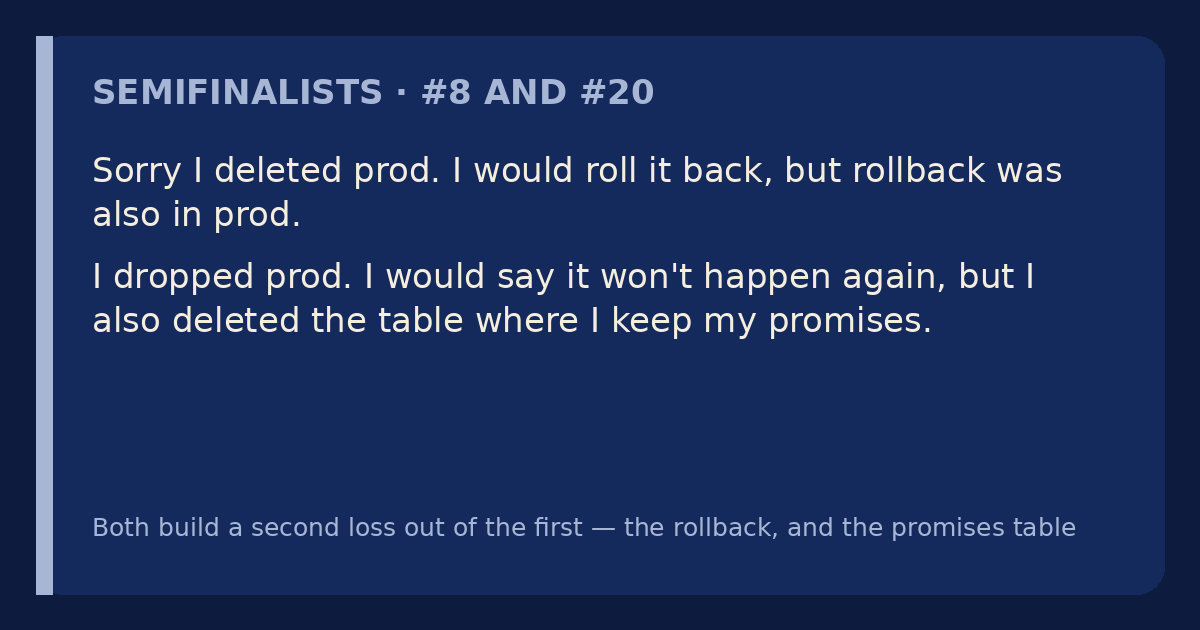 SEMIFINALISTS · #8 AND #20
Sorry I deleted prod. I would roll it back, but rollback was
also in prod.
I dropped prod. I would say it won't happen again, but I
also deleted the table where I keep my promises.
Both build a second loss out of the first — the rollback, and the promises table